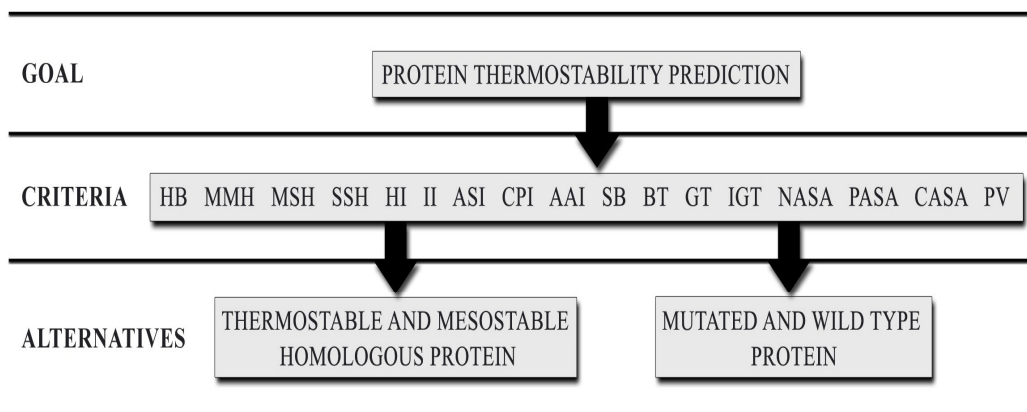 GOAL
PROTEIN THERMOSTABILITY PREDICTION
CRITERIA
HB MMH MSH SSH HI II ASI CPI AAI SB BT GT IGT NASA PASA CASA PV
ALTERNATIVES
THERMOSTABLE AND MESOSTABLE
HOMOLOGOUS PROTEIN
MUTATED AND WILD TYPE
PROTEIN